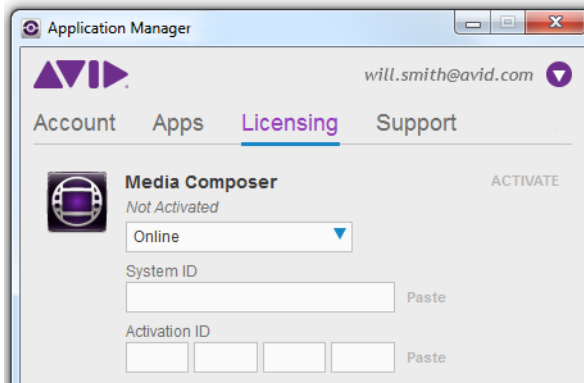 Application Manager
AVID
will.smith@avid.com
Account Apps Licensing Support
Media Composer
ACTIVATE
Not Activated
Online
System ID
Paste
Activation ID
Paste